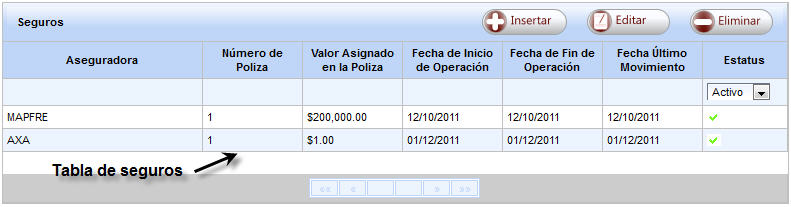 Seguros
Insertar
Editar
Eliminar
Aseguradora
Número de
Poliza
Valor Asignado
en la Poliza
Fecha de Inicio
de Operación
Fecha de Fin de
Operación
Fecha Último
Movimiento
Estatus
Activo
MAPFRE 1 $200,000.00 12/10/2011 12/10/2011 12/10/2011
AXA 1 $1.00 01/12/2011 01/12/2011 01/12/2011
Tabla de seguros
«« « » »»